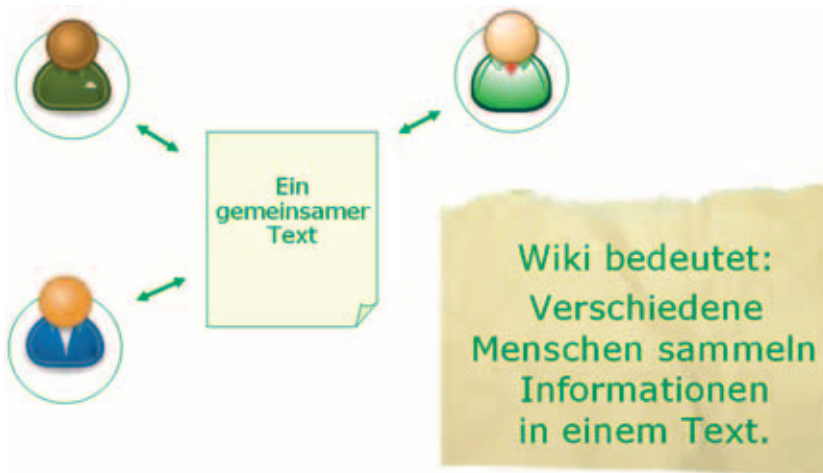 Ein
gemeinsamer
Text
Wiki bedeutet:
Verschiedene
Menschen sammeln
Informationen
in einem Text.